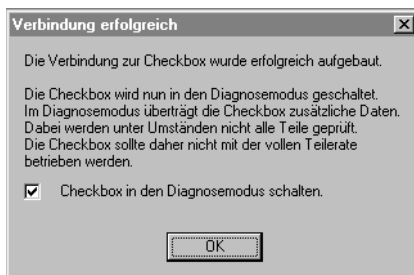 Verbindung erfolgreich
Die Verbindung zur Checkbox wurde erfolgreich aufgebaut.
Die Checkbox wird nun in den Diagnosemodus geschaltet.
Im Diagnosemodus überträgt die Checkbox zusätzliche Daten.
Dabei werden unter Umständen nicht alle Teile geprüft.
Die Checkbox sollte daher nicht mit der vollen Teilerate
betrieben werden.
Checkbox in den Diagnosemodus schalten.
OK